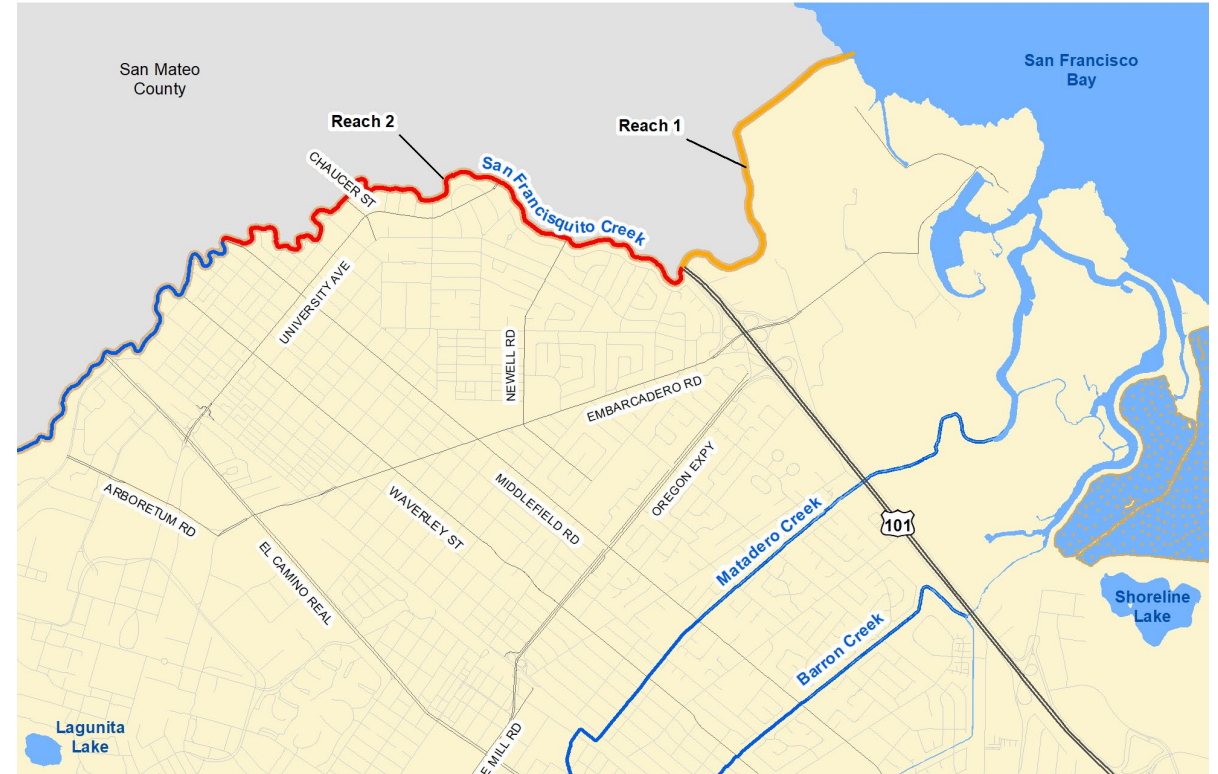 San Mateo
County
San Francisco
Bay
Reach 2
Reach 1
CHAUCER ST
San Francisquito Creek
UNIVERSITY AVE
NEWELL RD
EMBARCADERO RD
OREGON EXPY
MIDDLEFIELD RD
WAVERLEY ST
ARBORETUM RD
EL CAMINO REAL
Matadero Creek
101
Barron Creek
Shoreline
Lake
Lagunita
Lake
E MILL RD